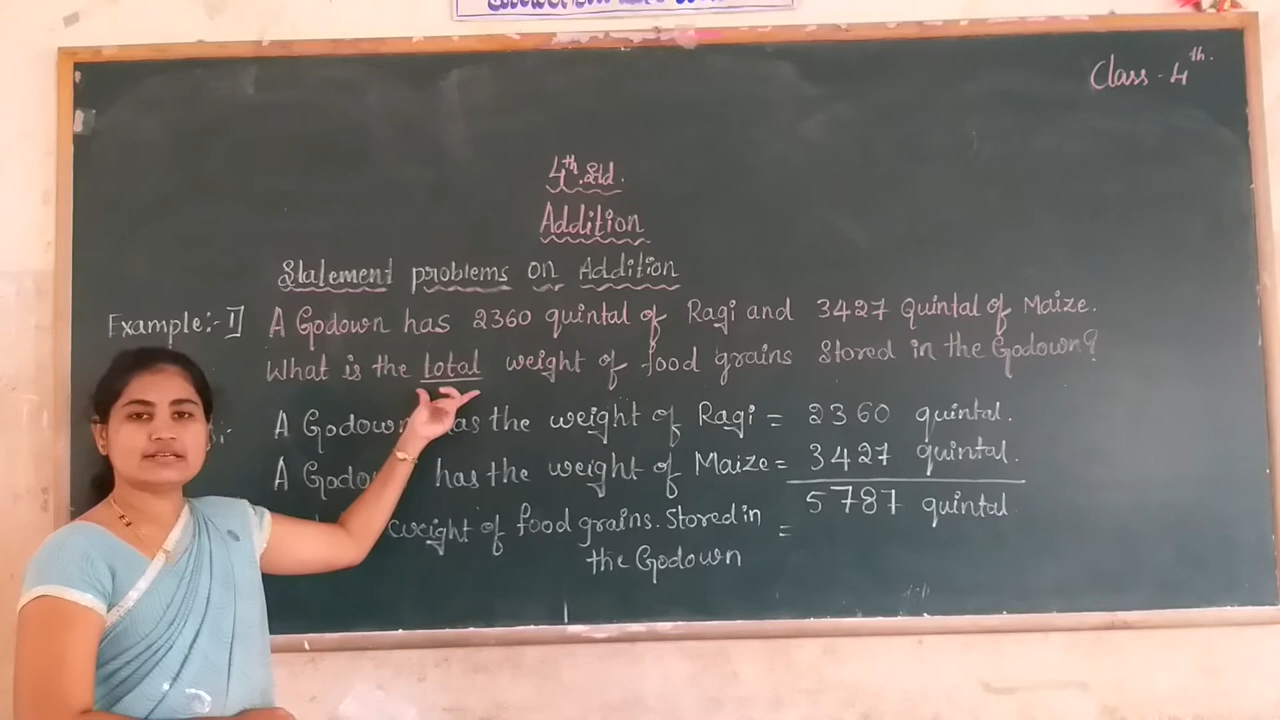 Class - 4th.
4th. Std.
Addition
Statement problems on Addition
Example:- 1] A Godown has 2360 quintal of Ragi and 3427 Quintal of Maize.
What is the total weight of food grains Stored in the Godown?
A Godown has the weight of Ragi = 2360 quintal.
A Godo has the weight of Maize = 3427 quintal.
weight of food grains. Stored in = 5787 quintal
the Godown